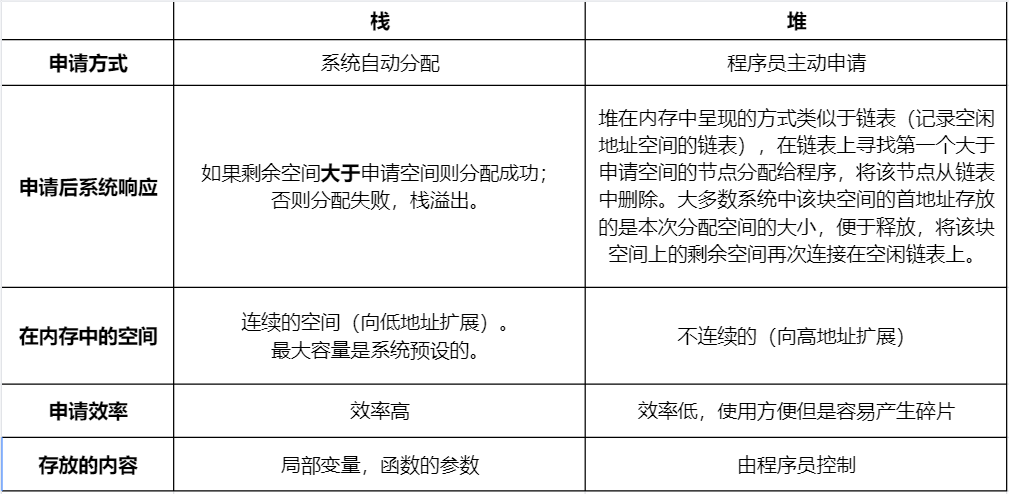 栈
堆
申请方式
系统自动分配
程序员主动申请
申请后系统响应
如果剩余空间大于申请空间则分配成功；
否则分配失败，栈溢出。
堆在内存中呈现的方式类似于链表（记录空闲
地址空间的链表），在链表上寻找第一个大于
申请空间的节点分配给程序，将该节点从链表
中删除。大多数系统中该块空间的首地址存放
的是本次分配空间的大小，便于释放，将该块
空间上的剩余空间再次连接在空闲链表上。
在内存中的空间
连续的空间（向低地址扩展）。
最大容量是系统预设的。
不连续的（向高地址扩展）
申请效率
效率高
效率低，使用方便但是容易产生碎片
存放的内容
局部变量，函数的参数
由程序员控制